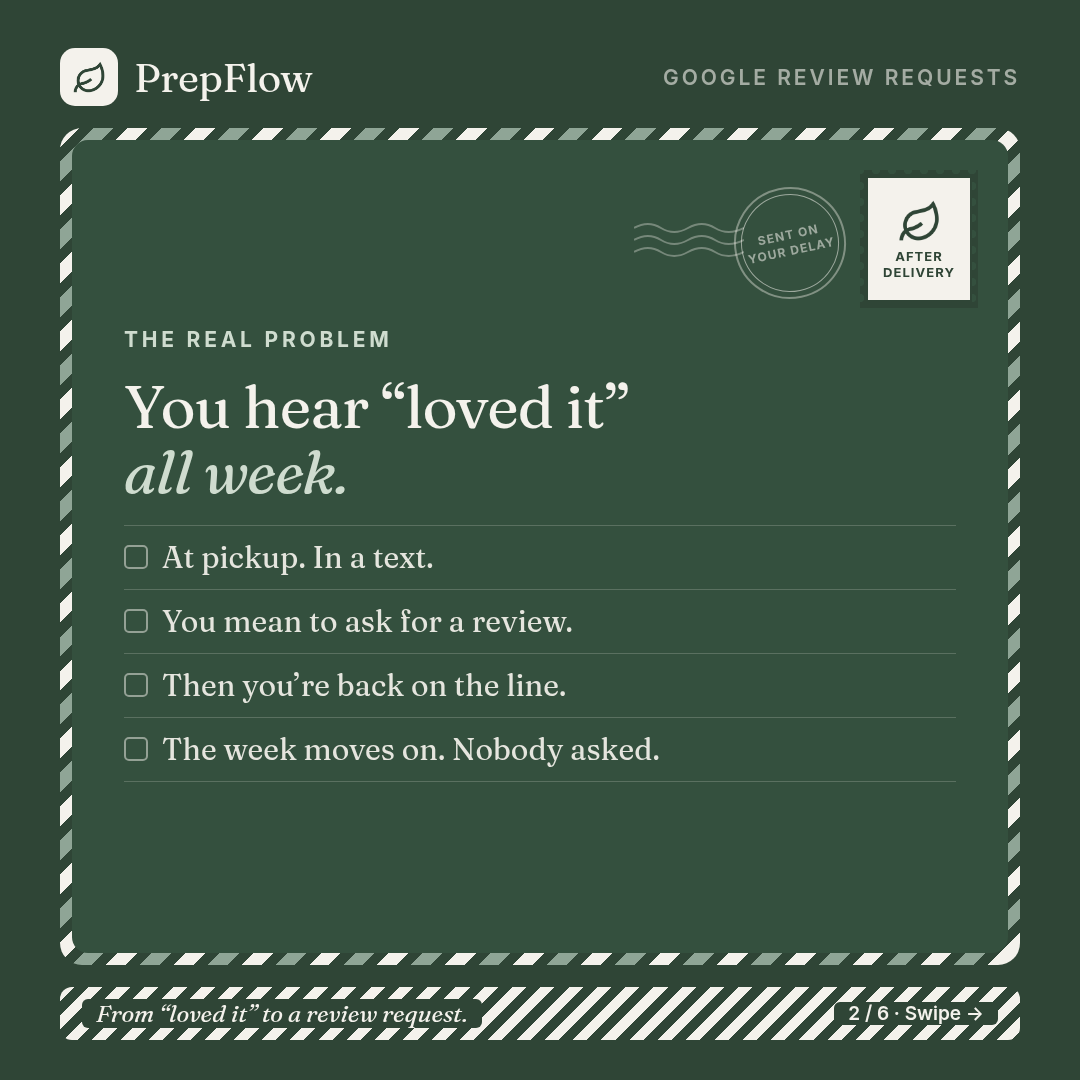 PrepFlow
GOOGLE REVIEW REQUESTS
SENT ON
YOUR DELAY
AFTER
DELIVERY
THE REAL PROBLEM
You hear “loved it”
all week.
At pickup. In a text.
You mean to ask for a review.
Then you’re back on the line.
The week moves on. Nobody asked.
From “loved it” to a review request.
2 / 6 · Swipe →